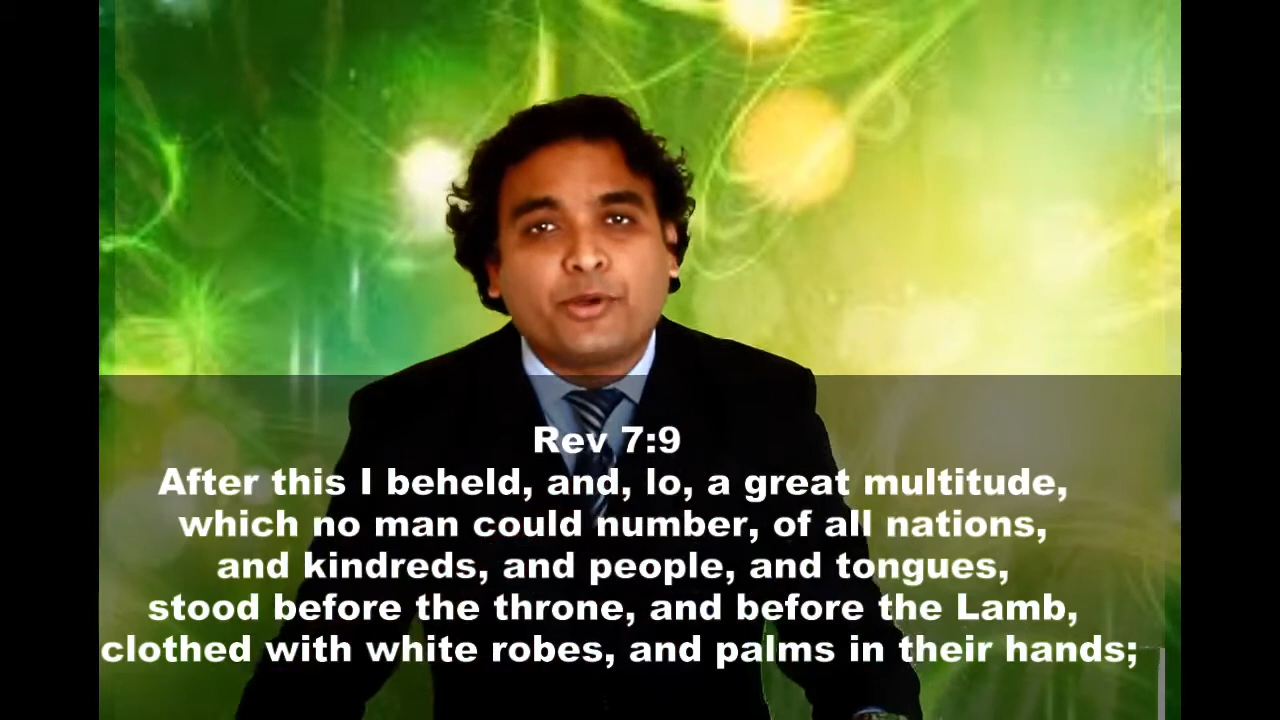 Rev 7:9
After this I beheld, and, lo, a great multitude,
which no man could number, of all nations,
and kindreds, and people, and tongues,
stood before the throne, and before the Lamb,
clothed with white robes, and palms in their hands;